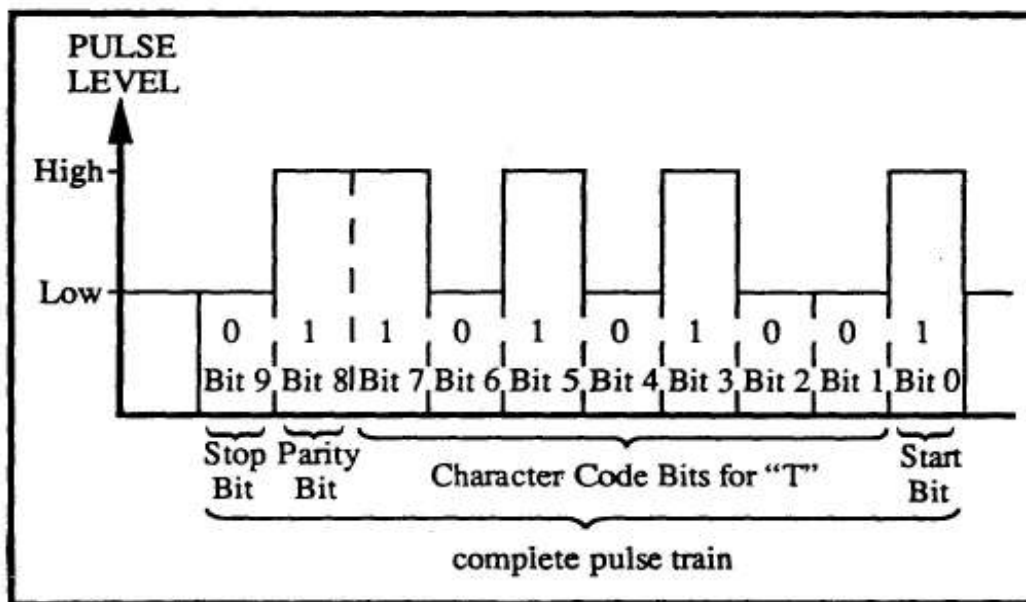 PULSE
LEVEL
High
Low
0 1 1 0 1 0 1 0 0 1
Bit 9 Bit 8 Bit 7 Bit 6 Bit 5 Bit 4 Bit 3 Bit 2 Bit 1 Bit 0
Stop Bit
Parity Bit
Character Code Bits for "T"
Start Bit
complete pulse train